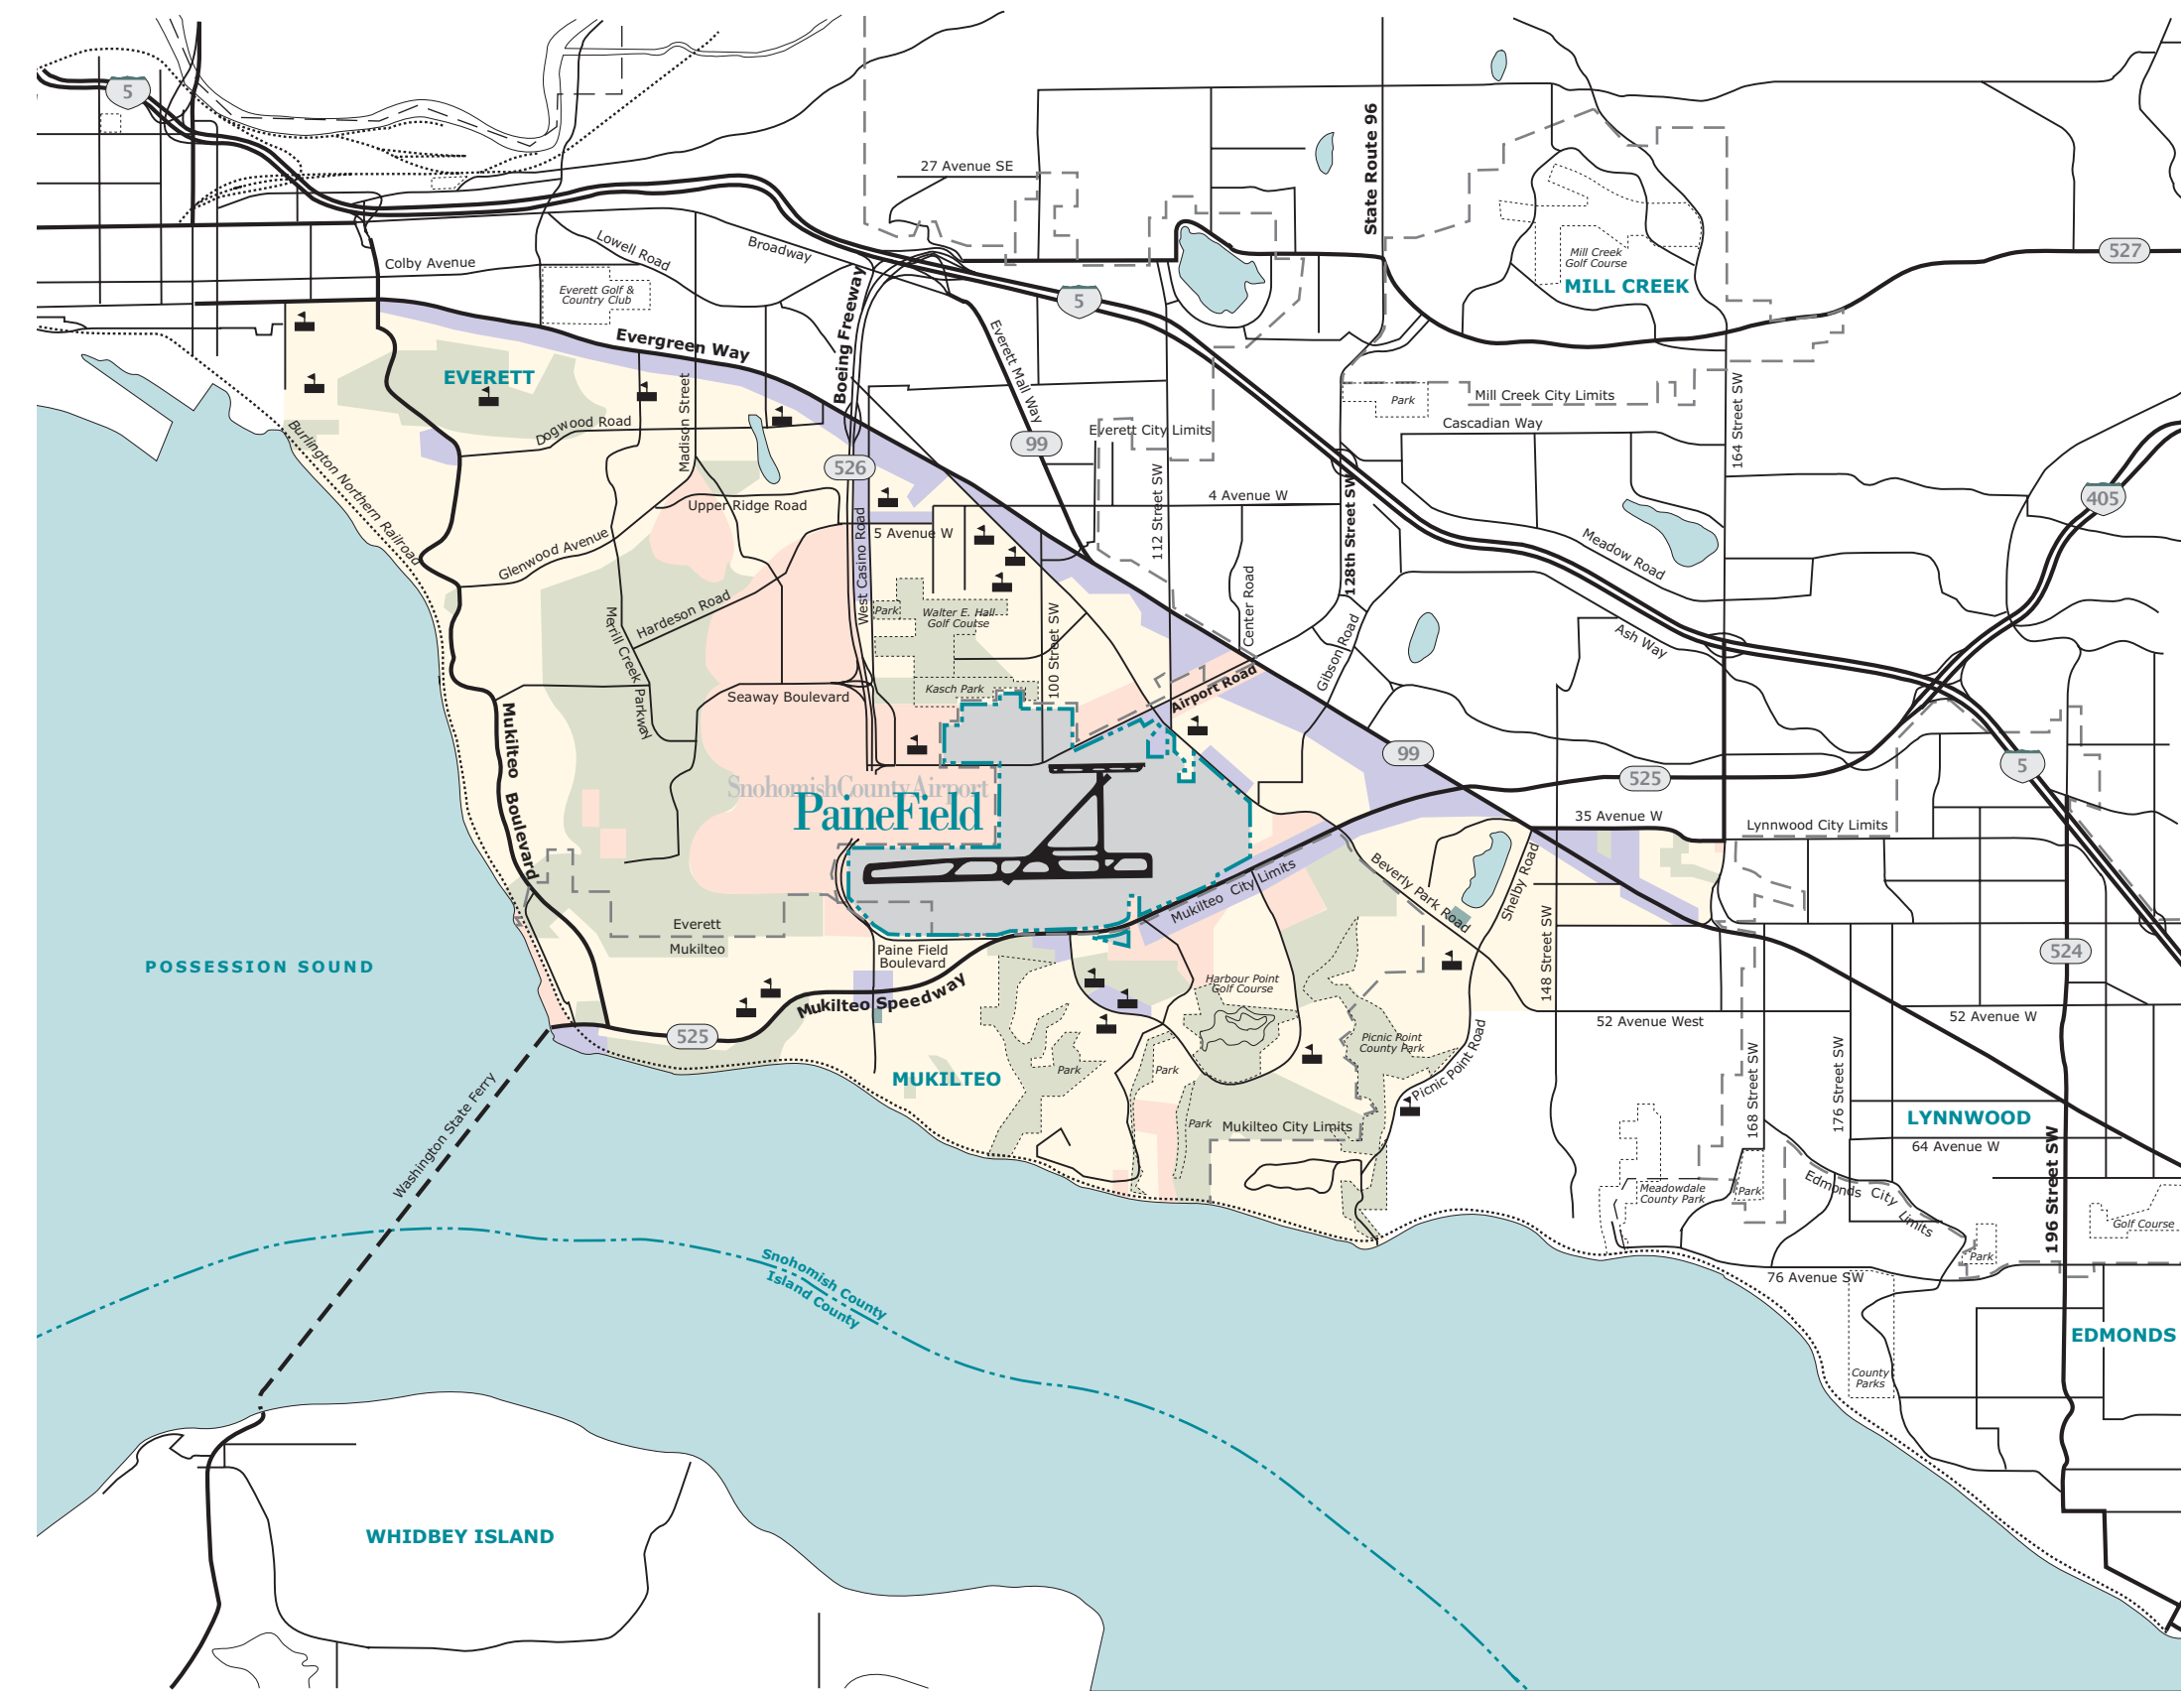 5
State Route 96
27 Avenue SE
Lowell Road
Broadway
Colby Avenue
Mill Creek
Golf Course
527
MILL CREEK
Everett Golf &
Country Club
5
Boeing Freeway
Evergreen Way
Everett Mall Way
EVERETT
Madison Street
164 Street SW
Park
Mill Creek City Limits
Cascadian Way
Dogwood Road
Everett City Limits
99
Burlington Northern Railroad
526
112 Street SW
128th Street SW
4 Avenue W
405
Upper Ridge Road
5 Avenue W
West Casino Road
Meadow Road
Glenwood Avenue
Center Road
Hardeson Road
Merrill Creek Parkway
Park
Walter E. Hall
Golf Course
100 Street SW
Gibson Road
Ash Way
Kasch Park
Airport Road
Seaway Boulevard
Mukilteo Boulevard
99
5
525
Snohomish County Airport
PaineField
35 Avenue W
Lynnwood City Limits
Mukilteo City Limits
Beverly Park Road
Shelby Road
148 Street SW
Everett
Mukilteo
Paine Field
Boulevard
524
POSSESSION SOUND
Mukilteo Speedway
Harbour Point
Golf Course
52 Avenue West
52 Avenue W
525
Picnic Point
County Park
Picnic Point Road
168 Street SW
176 Street SW
Park
Park
MUKILTEO
Washington State Ferry
Park
Mukilteo City Limits
LYNNWOOD
64 Avenue W
196 Street SW
Meadowdale
County Park
Park
Edmonds City Limits
Golf Course
Park
Snohomish County
Island County
76 Avenue SW
EDMONDS
County
Parks
WHIDBEY ISLAND